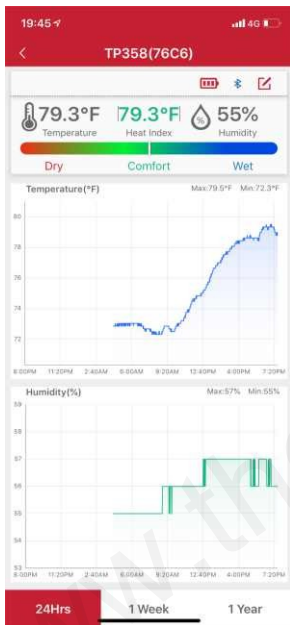 19:45 4G
TP358(76C6)
79.3°F 79.3°F 55%
Temperature Heat Index Humidity
Dry Comfort Wet
Temperature(°F) Max:79.5°F Min:72.3°F
80
78
76
74
72
8:00PM 11:20PM 2:40AM 6:00AM 9:20AM 12:40PM 4:00PM 7:20PM
Humidity(%) Max:57% Min:55%
59
58
57
56
55
54
53
8:00PM 11:20PM 2:40AM 6:00AM 9:20AM 12:40PM 4:00PM 7:20PM
24Hrs 1 Week 1 Year